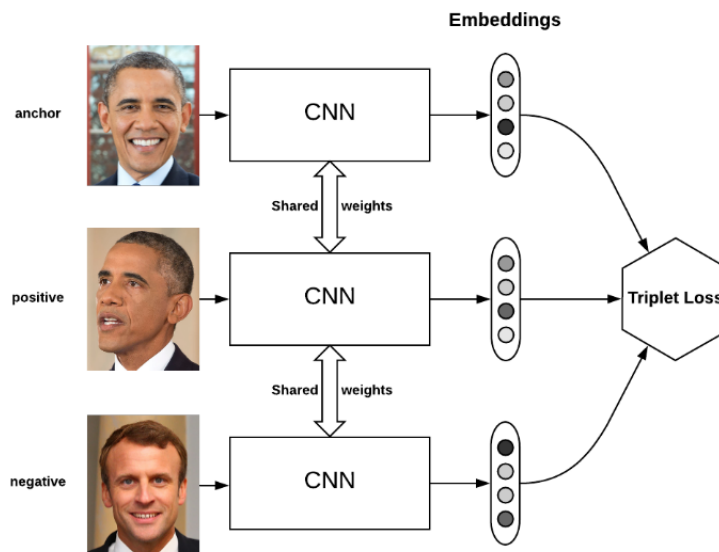 Embeddings
anchor
CNN
Shared weights
positive
CNN
Triplet Loss
Shared weights
negative
CNN